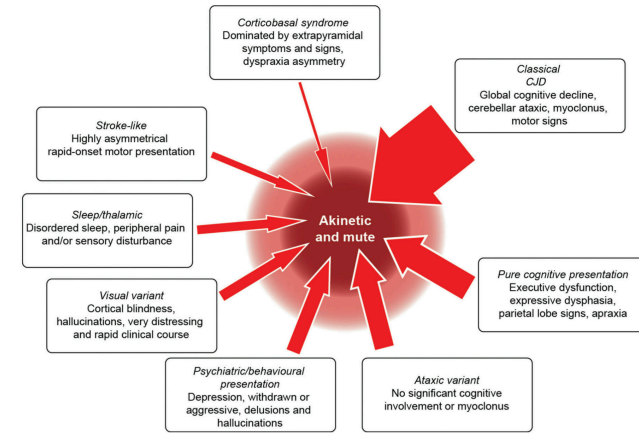 Corticobasal syndrome
Dominated by extrapyramidal
symptoms and signs,
dyspraxia asymmetry
Classical
CJD
Global cognitive decline,
cerebellar ataxic, myoclonus,
motor signs
Stroke-like
Highly asymmetrical
rapid-onset motor presentation
Sleep/thalamic
Disordered sleep, peripheral pain
and/or sensory disturbance
Akinetic
and mute
Visual variant
Cortical blindness,
hallucinations, very distressing
and rapid clinical course
Pure cognitive presentation
Executive dysfunction,
expressive dysphasia,
parietal lobe signs, apraxia
Psychiatric/behavioural
presentation
Depression, withdrawn or
aggressive, delusions and
hallucinations
Ataxic variant
No significant cognitive
involvement or myoclonus